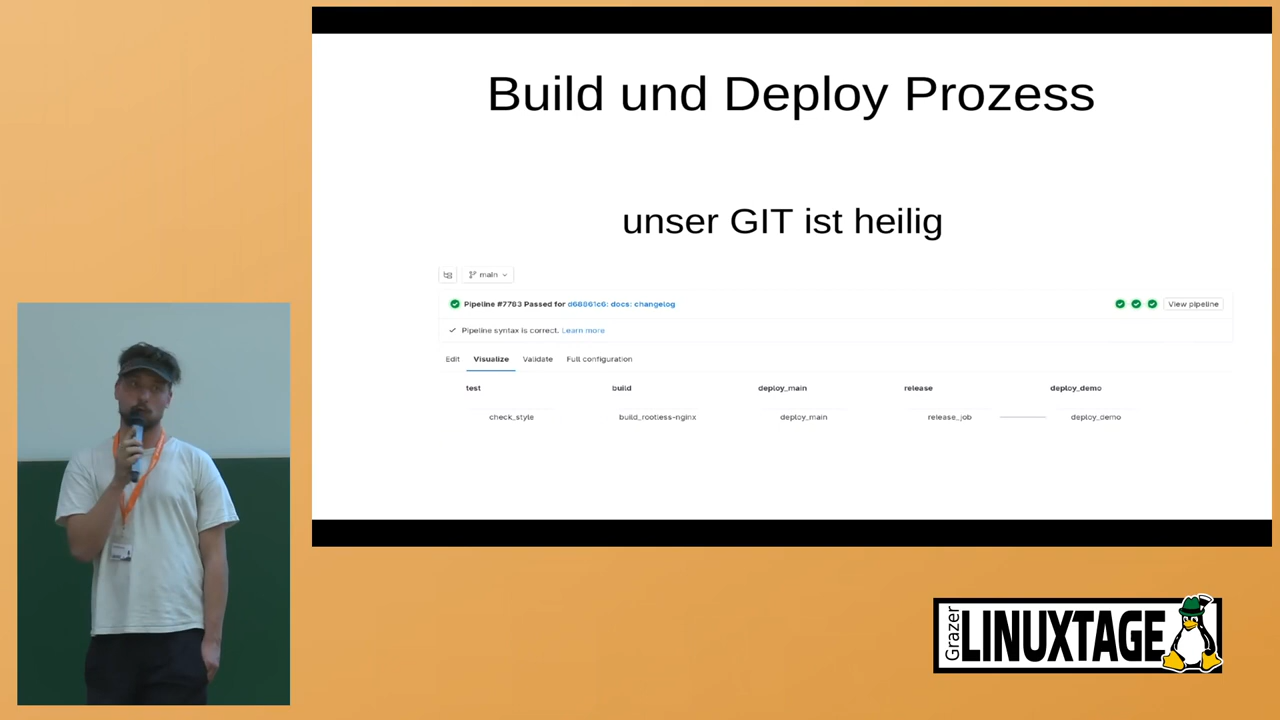 Build und Deploy Prozess
unser GIT ist heilig
main
Pipeline #7783 Passed for d68861c6: docs: changelog
View pipeline
Pipeline syntax is correct. Learn more
Edit Visualize Validate Full configuration
test build deploy_main release deploy_demo
check_style build_rootless-nginx deploy_main release_job deploy_demo
Grazer
LINUXTAGE